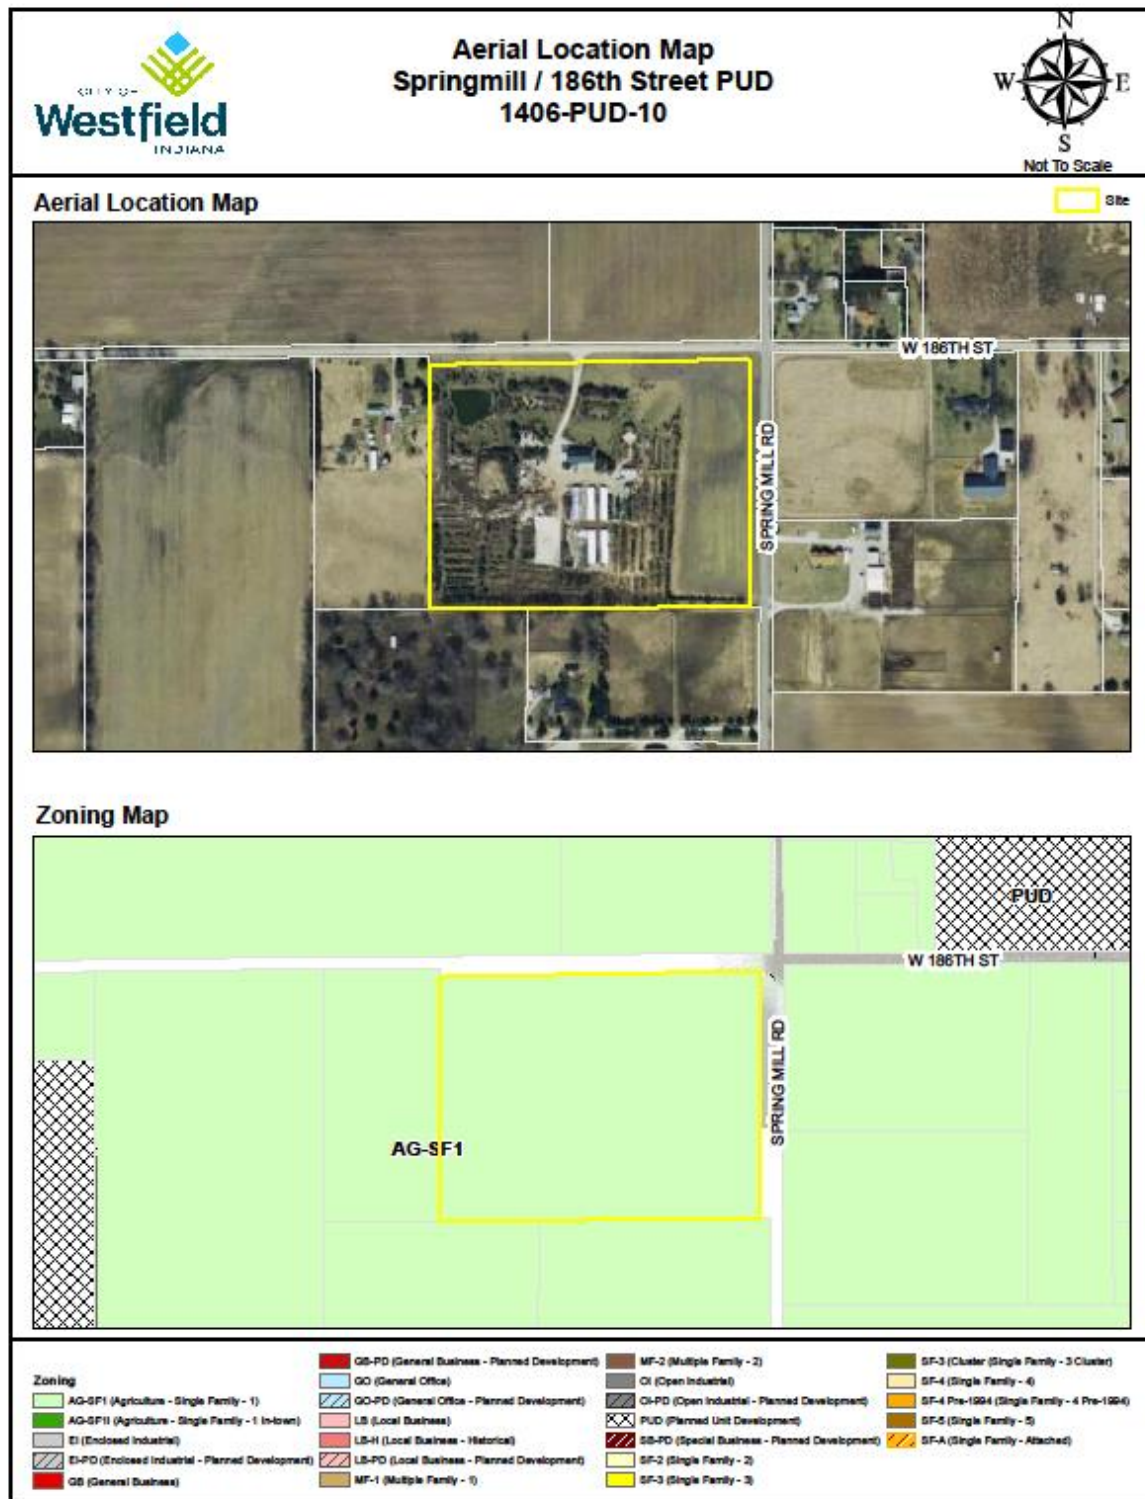 CITY OF
Westfield
INDIANA
Aerial Location Map
Springmill / 186th Street PUD
1406-PUD-10
N
W
E
S
Not To Scale
Aerial Location Map
Site
W 186TH ST
SPRING MILL RD
Zoning Map
PUD
W 186TH ST
SPRING MILL RD
AG-SF1
Zoning
AG-SF1 (Agriculture - Single Family - 1)
AG-SF1I (Agriculture - Single Family - 1 In-town)
EI (Enclosed Industrial)
EI-PD (Enclosed Industrial - Planned Development)
GB (General Business)
GB-PD (General Business - Planned Development)
GO (General Office)
GO-PD (General Office - Planned Development)
LB (Local Business)
LB-H (Local Business - Historical)
LB-PD (Local Business - Planned Development)
MF-1 (Multiple Family - 1)
MF-2 (Multiple Family - 2)
OI (Open Industrial)
OI-PD (Open Industrial - Planned Development)
PUD (Planned Unit Development)
SB-PD (Special Business - Planned Development)
SF-2 (Single Family - 2)
SF-3 (Single Family - 3)
SF-3 (Cluster (Single Family - 3 Cluster)
SF-4 (Single Family - 4)
SF-4 Pre-1994 (Single Family - 4 Pre-1994)
SF-5 (Single Family - 5)
SF-A (Single Family - Attached)